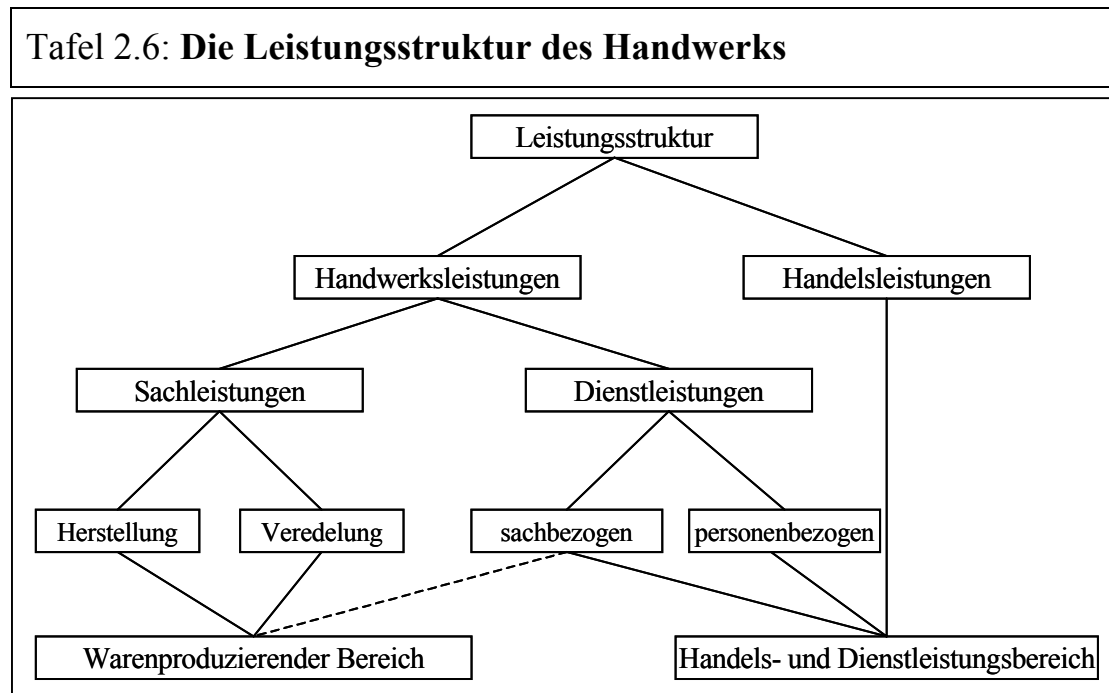 Tafel 2.6: Die Leistungsstruktur des Handwerks
Leistungsstruktur
Handwerksleistungen
Handelsleistungen
Sachleistungen
Dienstleistungen
Herstellung
Veredelung
sachbezogen
personenbezogen
Warenproduzierender Bereich
Handels- und Dienstleistungsbereich